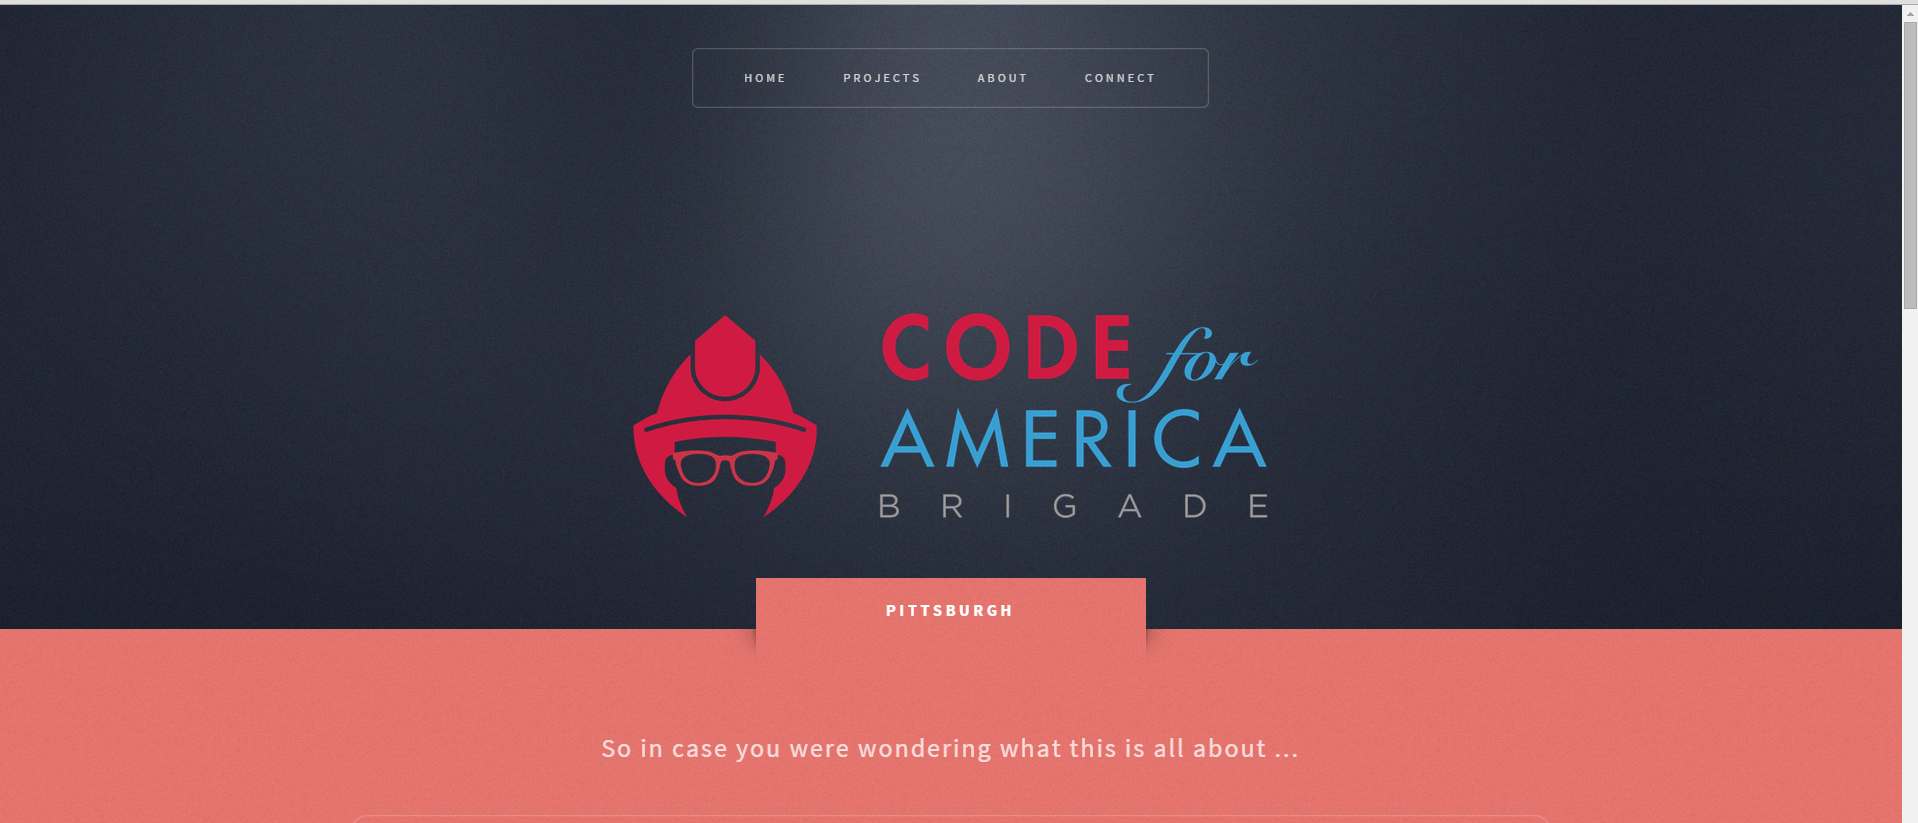 HOME PROJECTS ABOUT CONNECT
CODE for
AMERICA
BRIGADE
PITTSBURGH
So in case you were wondering what this is all about ...